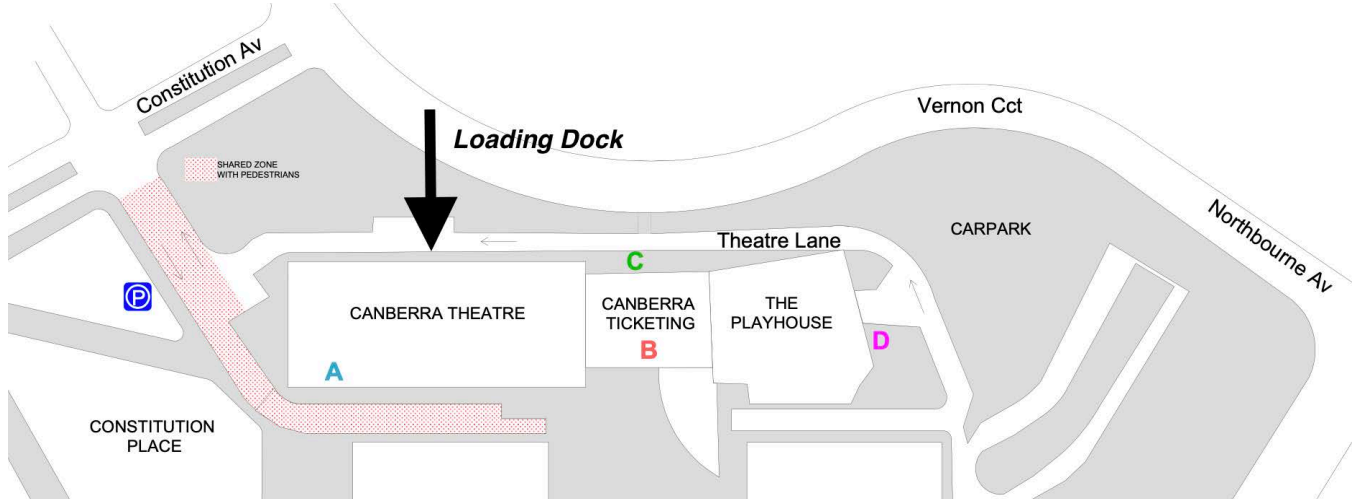 Constitution Av
Loading Dock
Vernon Cct
SHARED ZONE
WITH PEDESTRIANS
Northbourne Av
Theatre Lane
CARPARK
C
P
CANBERRA THEATRE
CANBERRA
TICKETING
THE
PLAYHOUSE
B
D
A
CONSTITUTION
PLACE